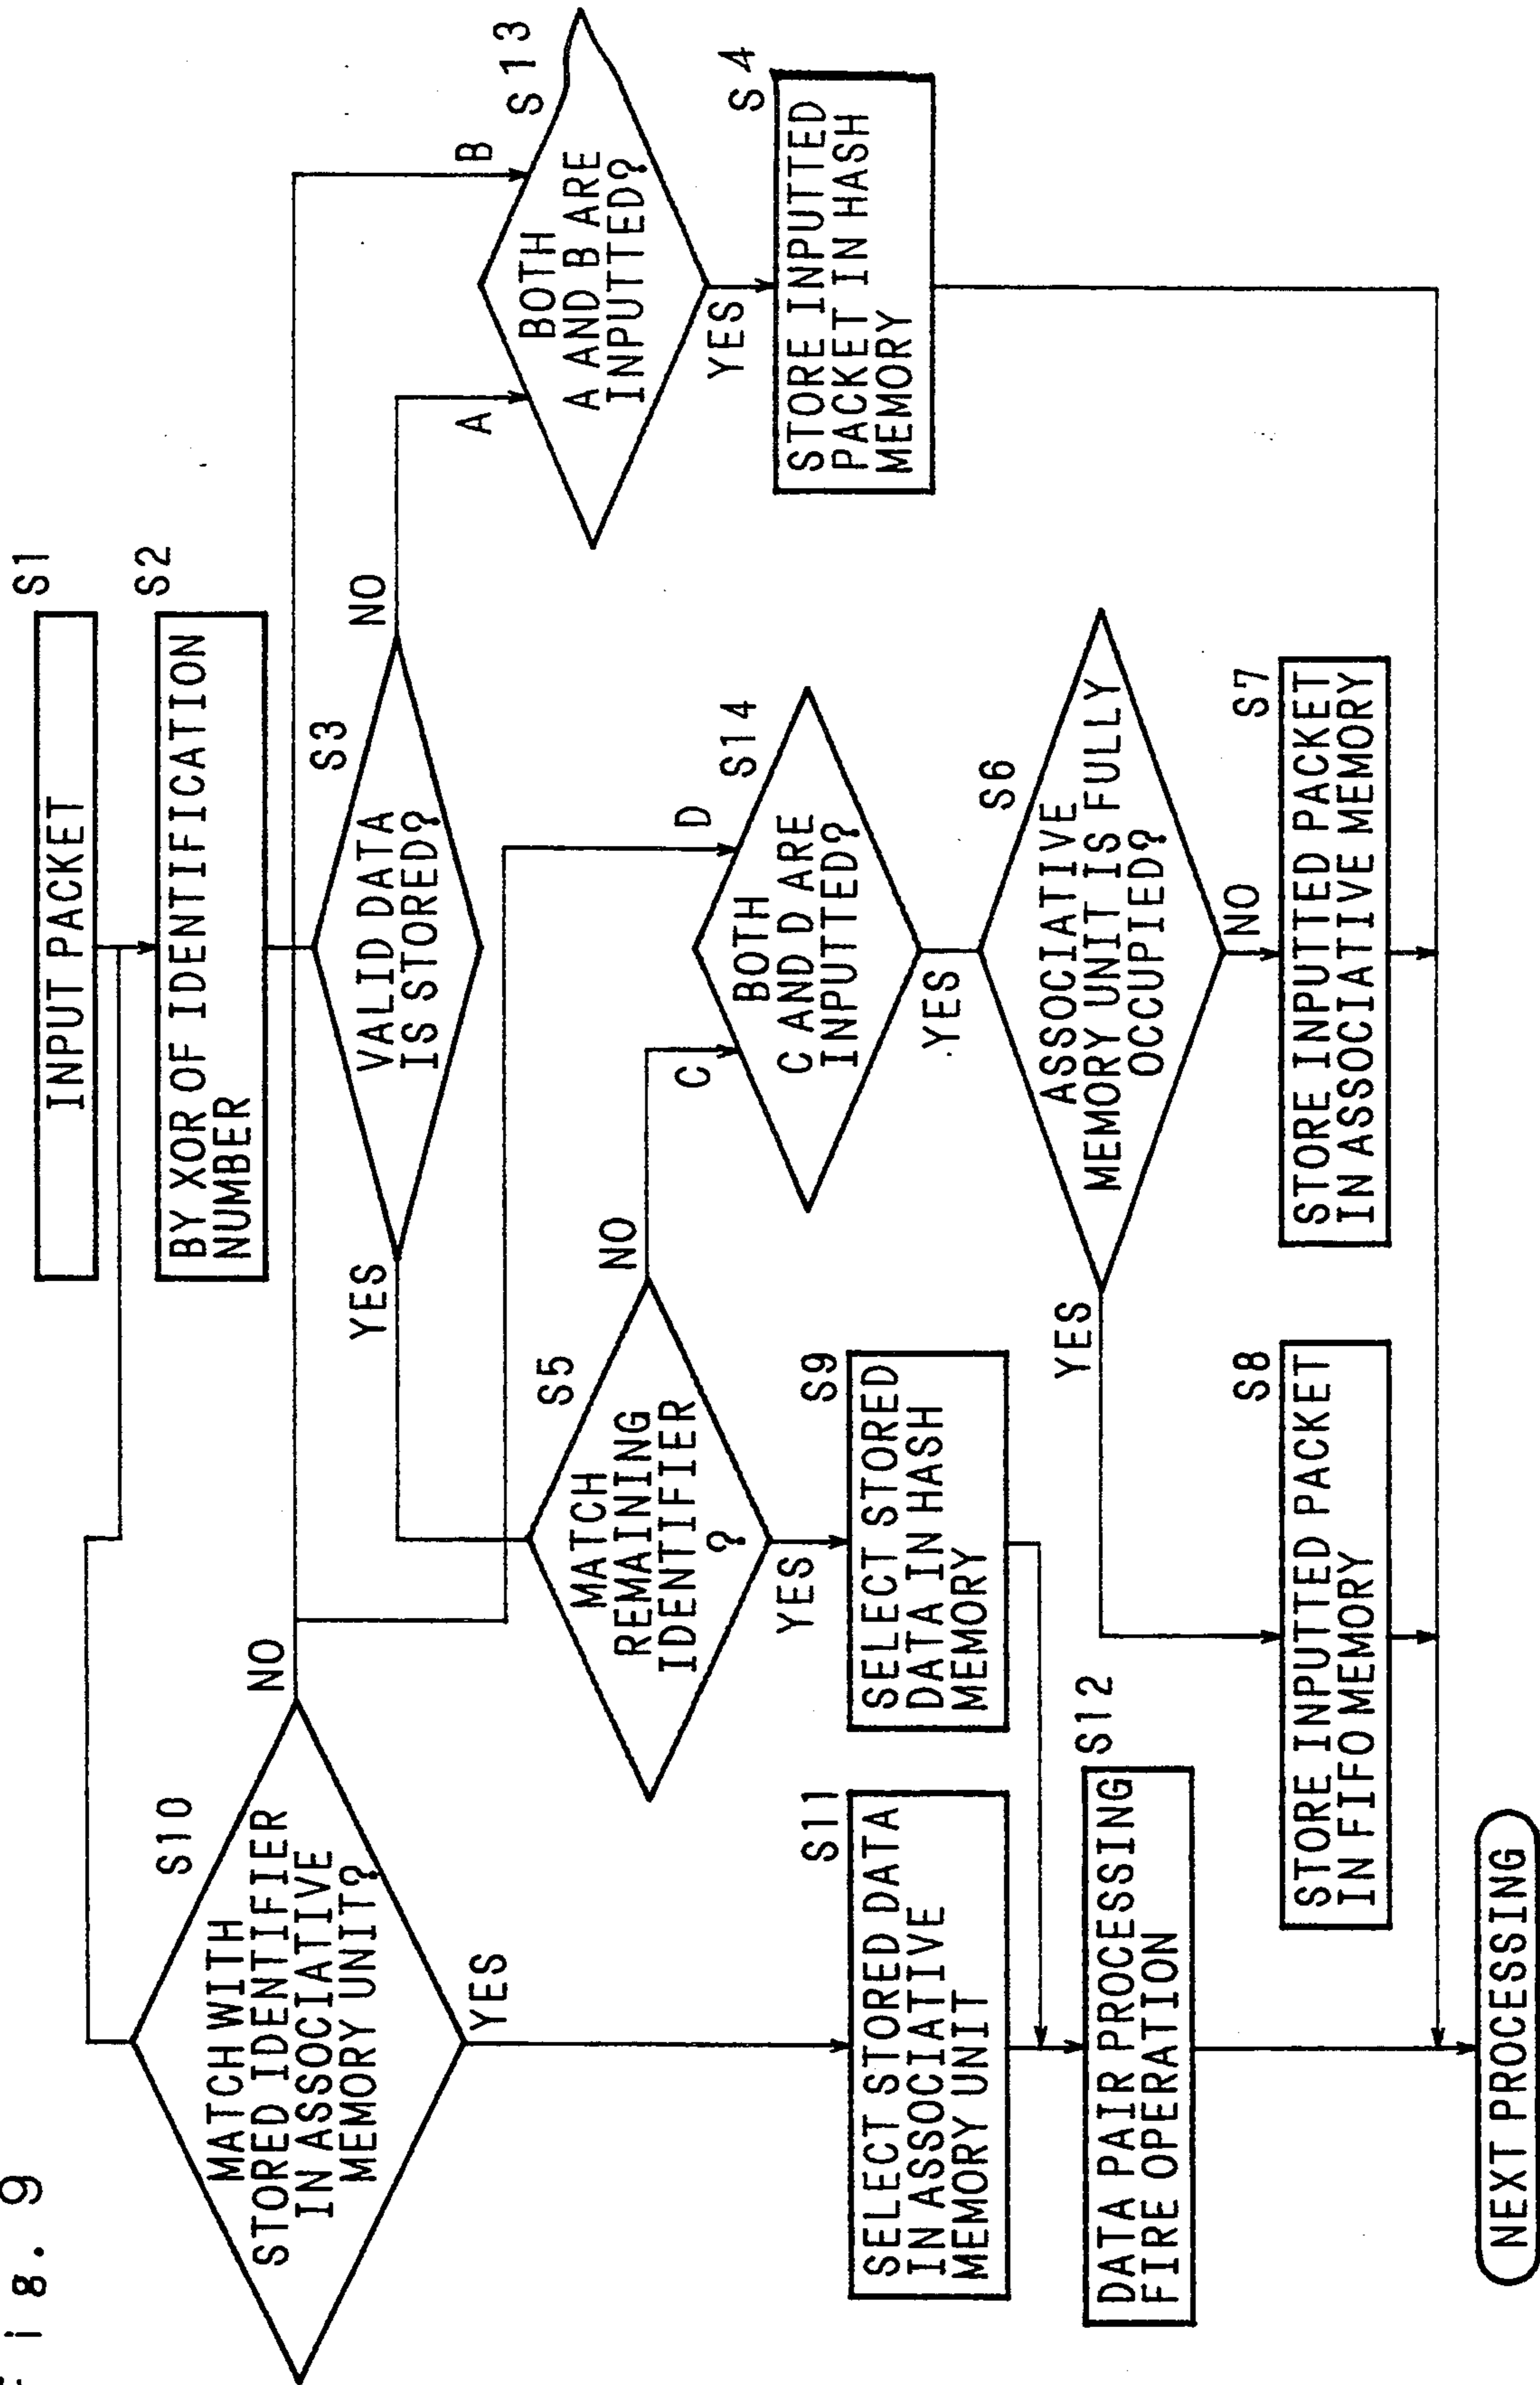 Fig. 9
INPUT PACKET
S1
BY XOR OF IDENTIFICATION
NUMBER
S2
MATCH WITH
STORED IDENTIFIER
IN ASSOCIATIVE
MEMORY UNIT?
S10
NO
YES
VALID DATA
IS STORED?
S3
YES
NO
MATCH
REMAINING
IDENTIFIER
?
S5
NO
YES
A
B
BOTH
A AND B ARE
INPUTTED?
S13
YES
C
D
BOTH
C AND D ARE
INPUTTED?
S14
YES
STORE INPUTTED
PACKET IN HASH
MEMORY
S4
SELECT STORED DATA
IN ASSOCIATIVE
MEMORY UNIT
S11
SELECT STORED
DATA IN HASH
MEMORY
S9
ASSOCIATIVE
MEMORY UNIT IS FULLY
OCCUPIED?
S6
YES
NO
DATA PAIR PROCESSING
FIRE OPERATION
S12
STORE INPUTTED PACKET
IN FIFO MEMORY
S8
STORE INPUTTED PACKET
IN ASSOCIATIVE MEMORY
S7
NEXT PROCESSING